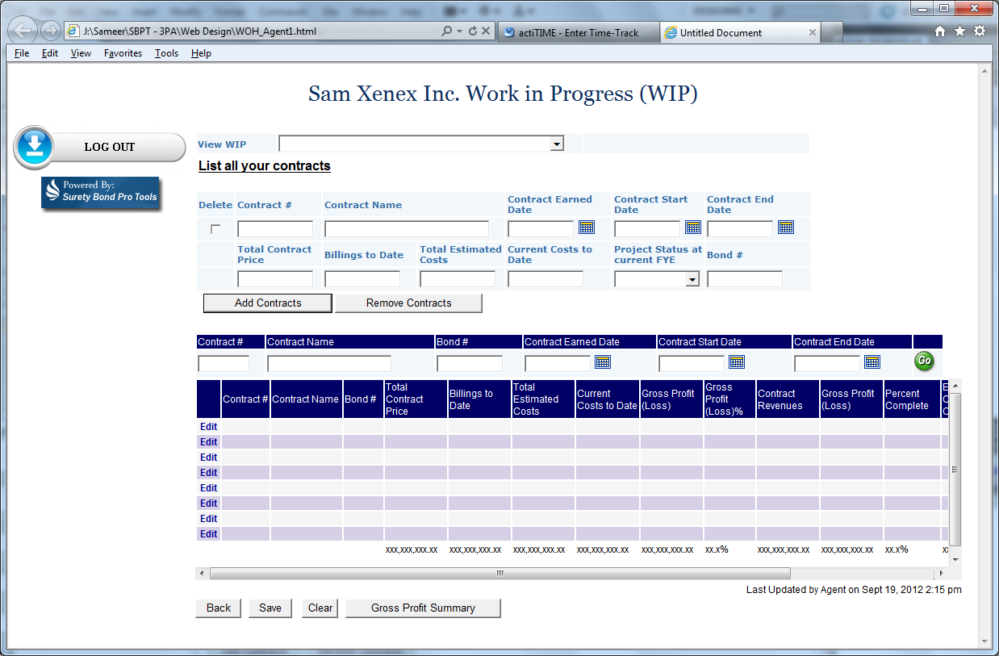 J:\Sameer\SBPT - 3PA\Web Design\WOH_Agent1.html
actiTIME - Enter Time-Track
Untitled Document
File Edit View Favorites Tools Help
Sam Xenex Inc. Work in Progress (WIP)
LOG OUT
Powered By:
Surety Bond Pro Tools
View WIP
List all your contracts
Delete Contract # Contract Name Contract Earned Date Contract Start Date Contract End Date
Total Contract Price Billings to Date Total Estimated Costs Current Costs to Date Project Status at current FYE Bond #
Add Contracts Remove Contracts
Contract # Contract Name Bond # Contract Earned Date Contract Start Date Contract End Date
Go
Contract # Contract Name Bond # Total Contract Price Billings to Date Total Estimated Costs Current Costs to Date Gross Profit (Loss) Gross Profit (Loss)% Contract Revenues Gross Profit (Loss) Percent Complete
Edit
Edit
Edit
Edit
Edit
Edit
Edit
Edit
xxx,xxx,xxx.xx xxx,xxx,xxx.xx xxx,xxx,xxx.xx xxx,xxx,xxx.xx xxx,xxx,xxx.xx xx.x% xxx,xxx,xxx.xx xxx,xxx,xxx.xx xx.x%
Last Updated by Agent on Sept 19, 2012 2:15 pm
Back Save Clear Gross Profit Summary